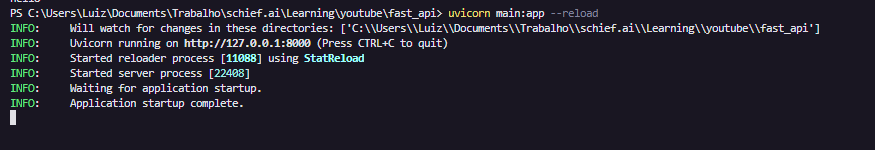 PS C:\Users\Luiz\Documents\Trabalho\schief.ai\Learning\youtube\fast_api> uvicorn main:app --reload
INFO:     Will watch for changes in these directories: ['C:\\Users\\Luiz\\Documents\\Trabalho\\schief.ai\\Learning\\youtube\\fast_api']
INFO:     Uvicorn running on http://127.0.0.1:8000 (Press CTRL+C to quit)
INFO:     Started reloader process [11088] using StatReload
INFO:     Started server process [22408]
INFO:     Waiting for application startup.
INFO:     Application startup complete.